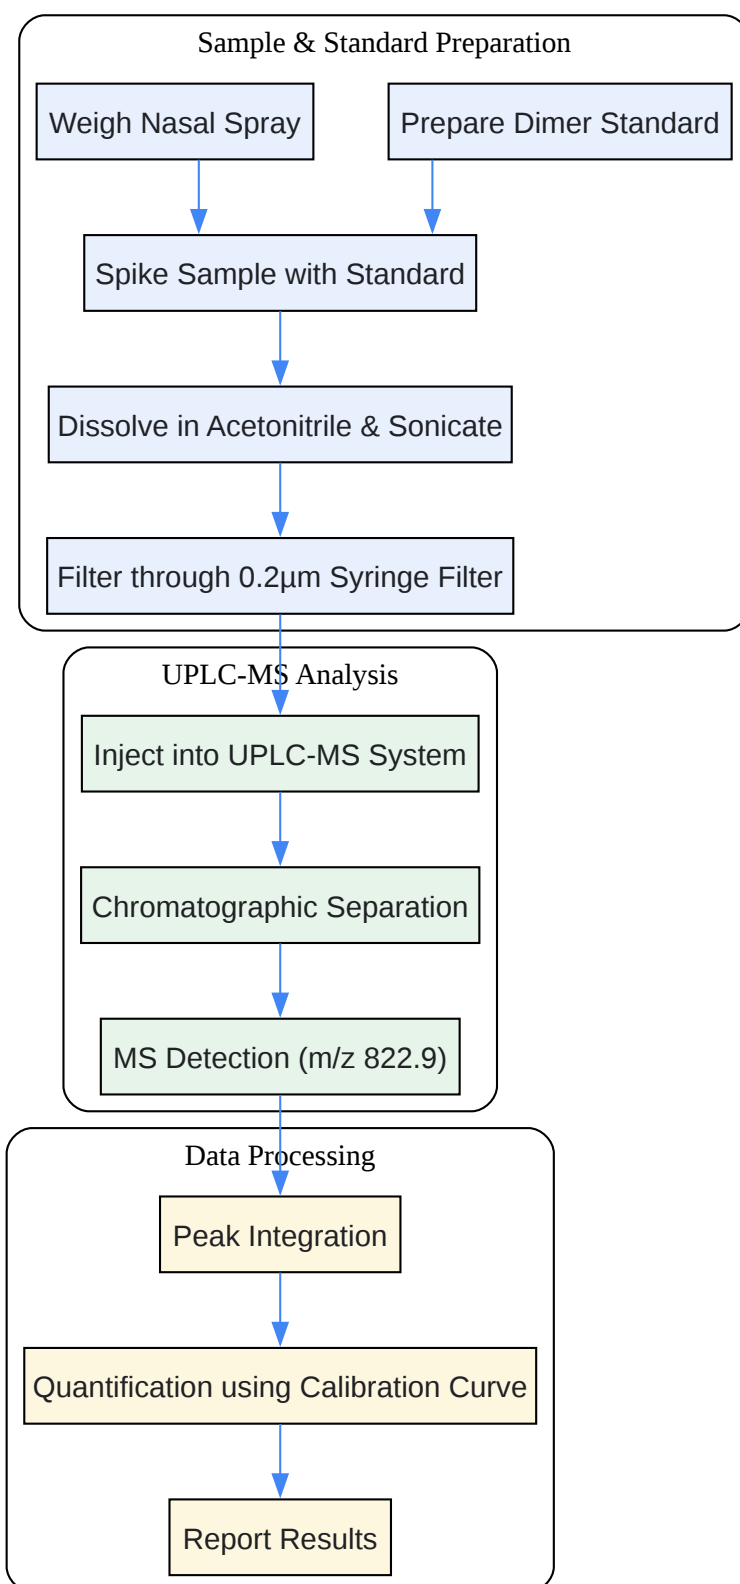 Sample & Standard Preparation
Weigh Nasal Spray
Prepare Dimer Standard
Spike Sample with Standard
Dissolve in Acetonitrile & Sonicate
Filter through 0.2µm Syringe Filter
UPLC-MS Analysis
Inject into UPLC-MS System
Chromatographic Separation
MS Detection (m/z 822.9)
Data Processing
Peak Integration
Quantification using Calibration Curve
Report Results